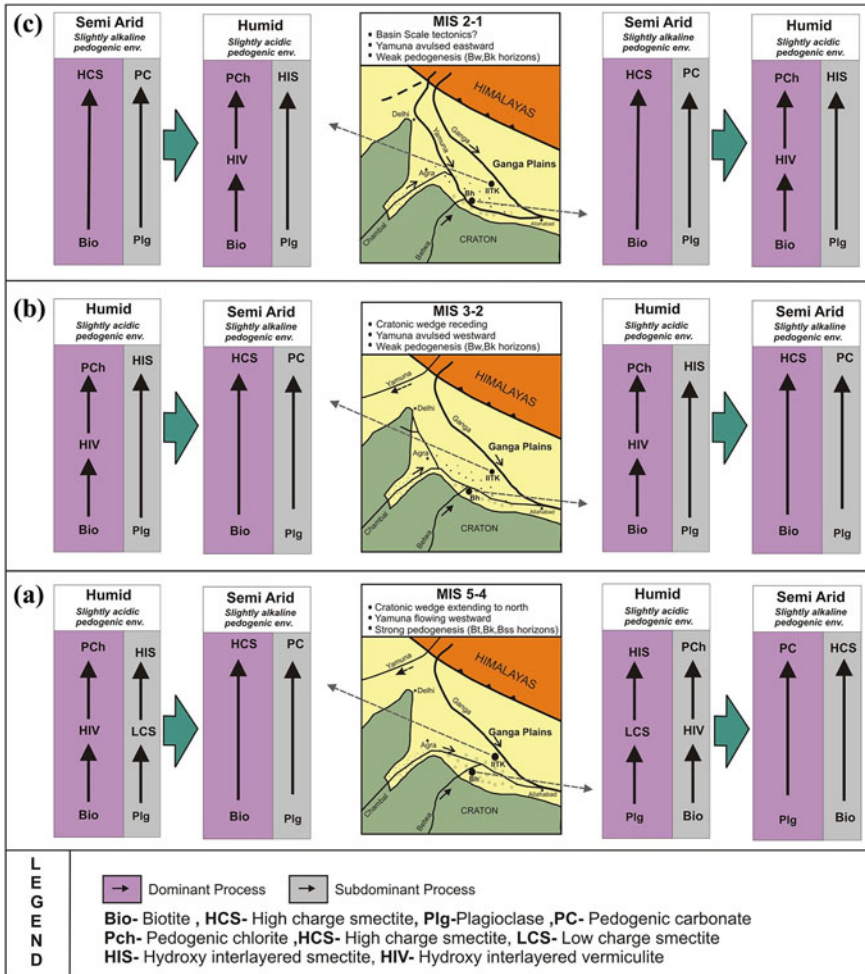 (c)
Semi Arid
Slightly alkaline
pedogenic env.
HCS
PC
Bio
Plg
Humid
Slightly acidic
pedogenic env.
PCh
HIS
HIV
Bio
Plg
MIS 2-1
• Basin Scale tectonics?
• Yamuna avulsed eastward
• Weak pedogenesis (Bw,Bk horizons)
HIMALAYAS
Delhi
Yamuna
Ganga
Ganga Plains
Agra
IITK
Bh
Chambal
Betwa
CRATON
Allahabad
Semi Arid
Slightly alkaline
pedogenic env.
HCS
PC
Bio
Plg
Humid
Slightly acidic
pedogenic env.
PCh
HIS
HIV
Bio
Plg
(b)
Humid
Slightly acidic
pedogenic env.
PCh
HIS
HIV
Bio
Plg
Semi Arid
Slightly alkaline
pedogenic env.
HCS
PC
Bio
Plg
MIS 3-2
• Cratonic wedge receding
• Yamuna avulsed westward
• Weak pedogenesis (Bw,Bk horizons)
HIMALAYAS
Yamuna
Delhi
Ganga
Ganga Plains
Agra
IITK
Bh
Chambal
Betwa
CRATON
Allahabad
Humid
Slightly acidic
pedogenic env.
PCh
HIS
HIV
Bio
Plg
Semi Arid
Slightly alkaline
pedogenic env.
HCS
PC
Bio
Plg
(a)
Humid
Slightly acidic
pedogenic env.
PCh
HIS
HIV
LCS
Bio
Plg
Semi Arid
Slightly alkaline
pedogenic env.
HCS
PC
Bio
Plg
MIS 5-4
• Cratonic wedge extending to north
• Yamuna flowing westward
• Strong pedogenesis (Bt,Bk,Bss horizons)
HIMALAYAS
Yamuna
Delhi
Ganga
Ganga Plains
Agra
IITK
Bh
Chambal
Betwa
CRATON
Allahabad
Humid
Slightly acidic
pedogenic env.
HIS
PCh
LCS
HIV
Plg
Bio
Semi Arid
Slightly alkaline
pedogenic env.
PC
HCS
Plg
Bio
LEGEND
Dominant Process
Subdominant Process
Bio- Biotite , HCS- High charge smectite, Plg-Plagioclase ,PC- Pedogenic carbonate
Pch- Pedogenic chlorite ,HCS- High charge smectite, LCS- Low charge smectite
HIS- Hydroxy interlayered smectite, HIV- Hydroxy interlayered vermiculite